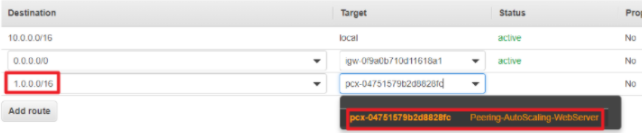 Destination Target Status Prop
10.0.0.0/16 local active No
0.0.0.0/0 igw-0f9a0b710d11618a1 active No
1.0.0.0/16 pcx-04751579b2d8828fc No
Add route pcx-04751579b2d8828fc Peering-AutoScaling-WebServer